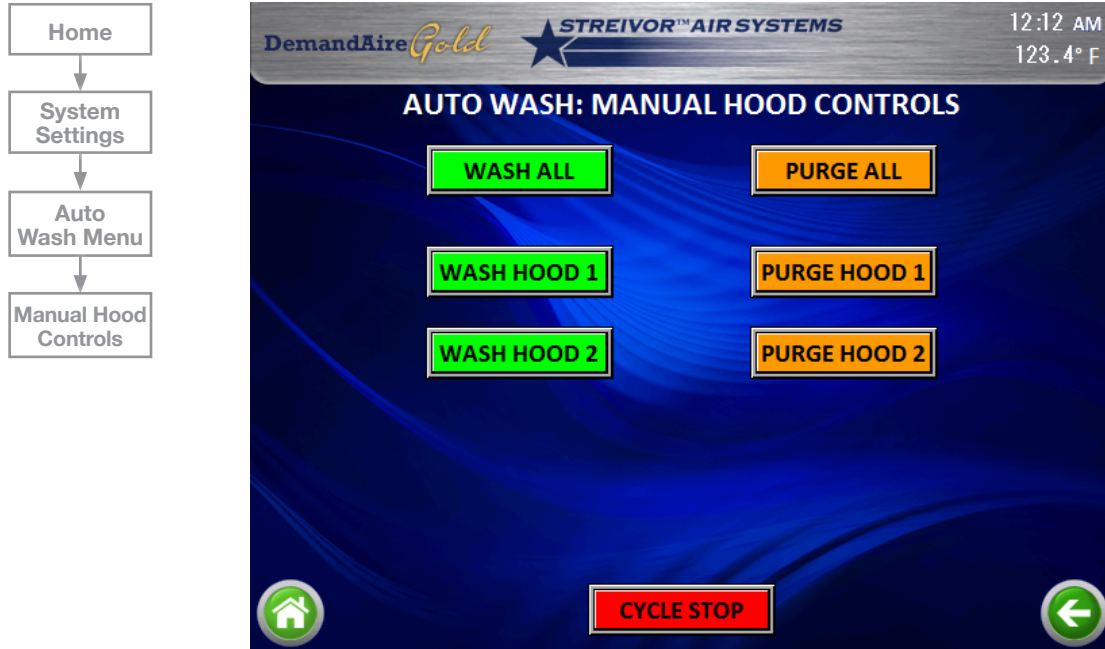 Home
System
Settings
Auto
Wash Menu
Manual Hood
Controls
DemandAire Gold
STREIVOR™AIR SYSTEMS
12:12 AM
123.4° F
AUTO WASH: MANUAL HOOD CONTROLS
WASH ALL
PURGE ALL
WASH HOOD 1
PURGE HOOD 1
WASH HOOD 2
PURGE HOOD 2
CYCLE STOP